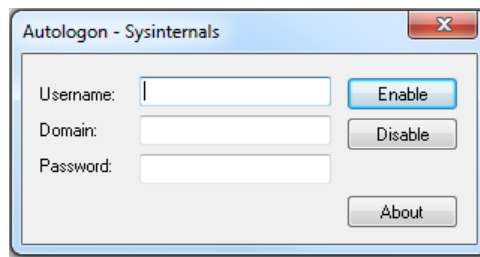 Autologon - Sysinternals
Username:
Enable
Domain:
Disable
Password:
About